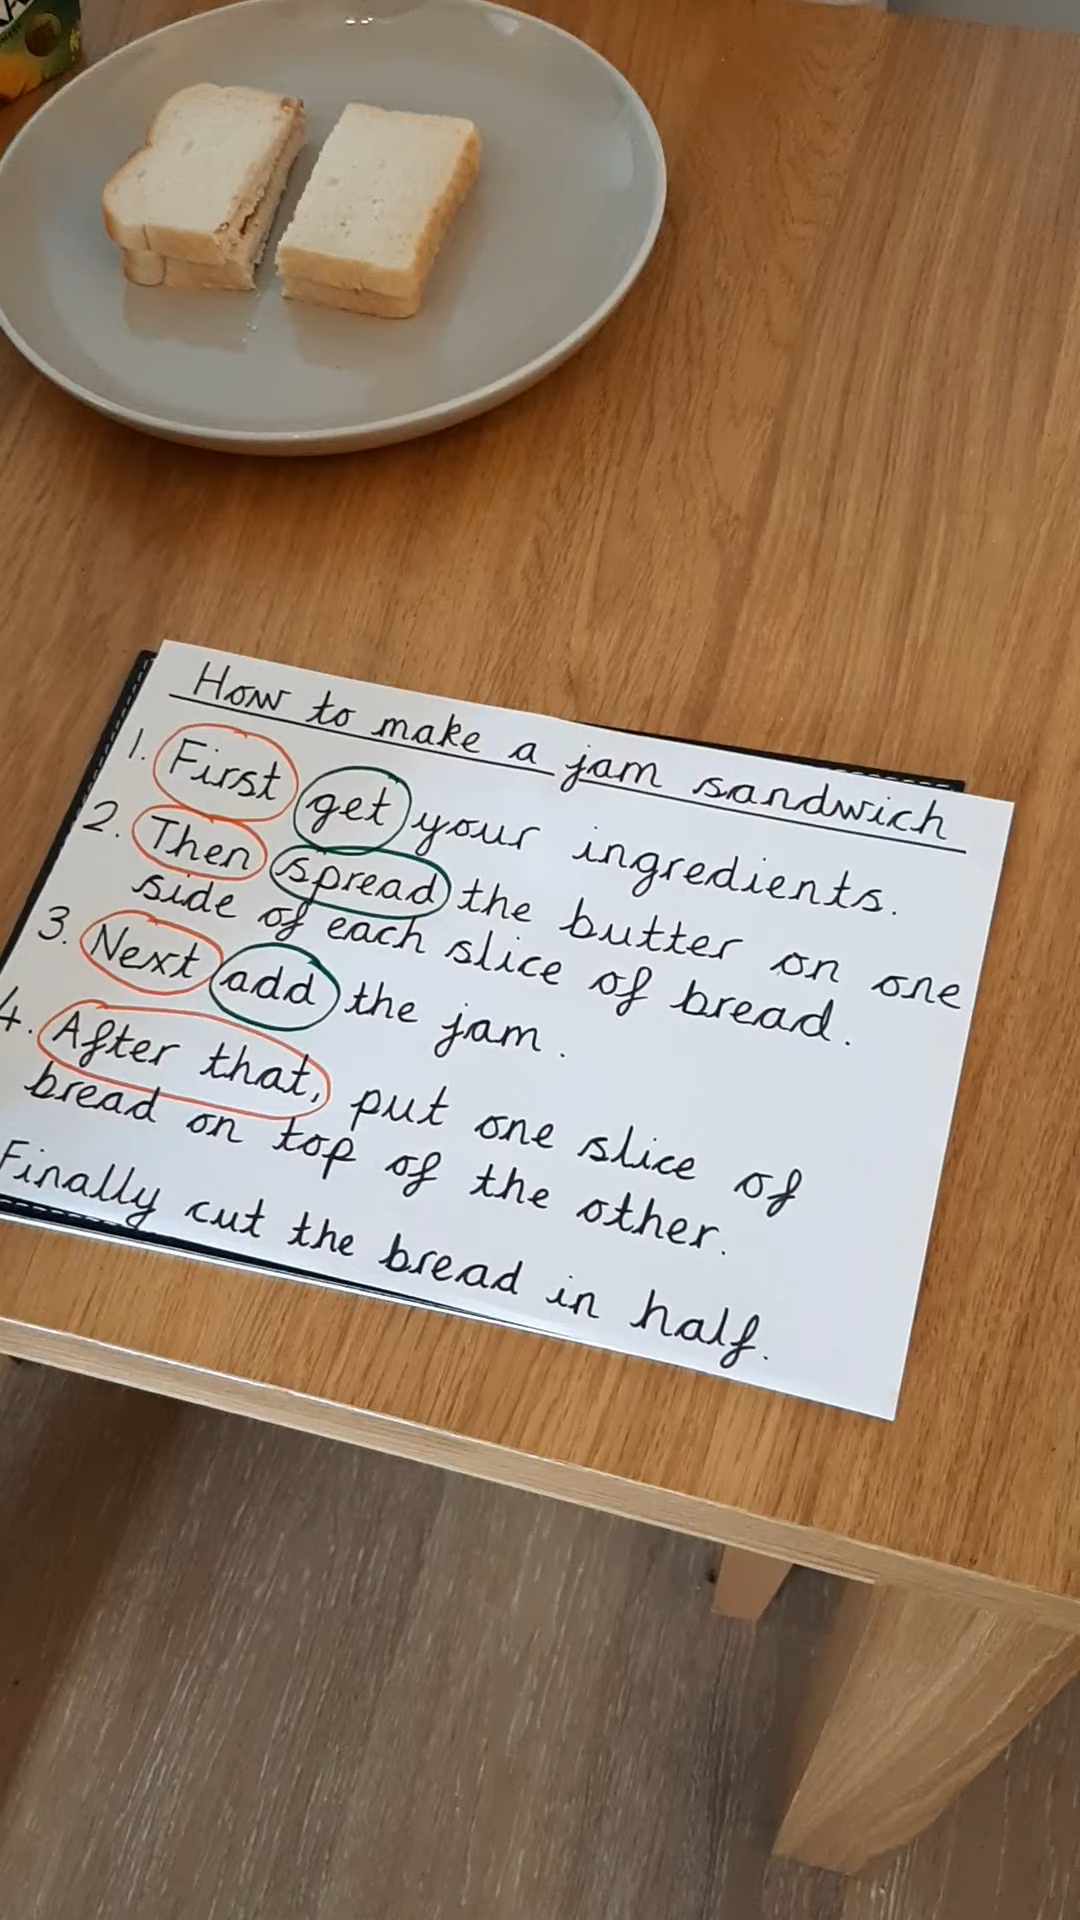 How to make a jam sandwich
1. First get your ingredients.
2. Then spread the butter on one
side of each slice of bread.
3. Next add the jam.
4. After that, put one slice of
bread on top of the other.
Finally cut the bread in half.